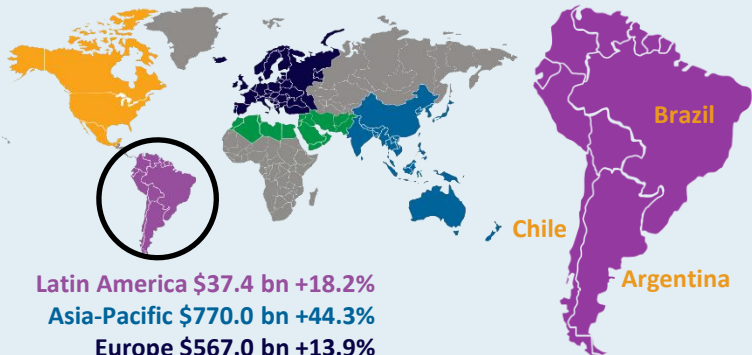 Brazil
Chile
Argentina
Latin America $37.4 bn +18.2%
Asia-Pacific $770.0 bn +44.3%
Europe $567.0 bn +13.9%